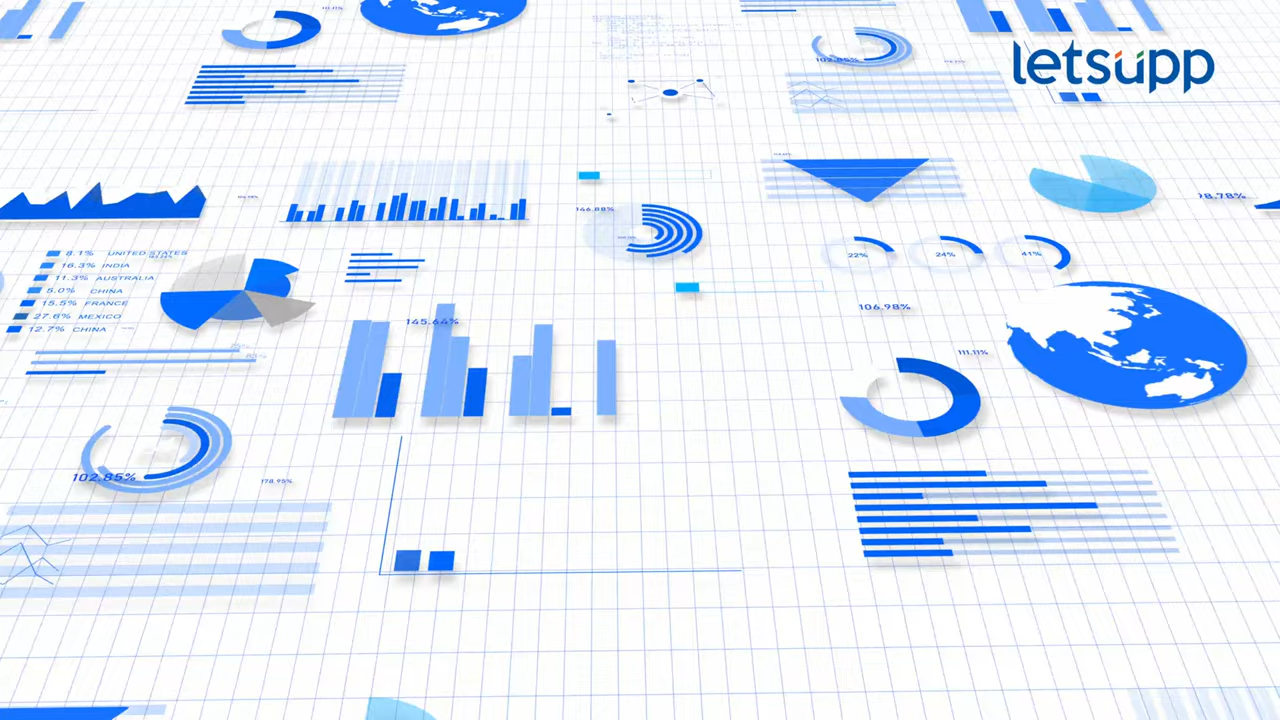 letsupp
102.85%
146.88%
98.78%
22%
24%
41%
8.1% UNITED STATES
16.3% INDIA
11.3% AUSTRALIA
5.0% CHINA
15.5% FRANCE
27.6% MEXICO
12.7% CHINA
106.98%
145.64%
111.11%
102.85%
178.95%